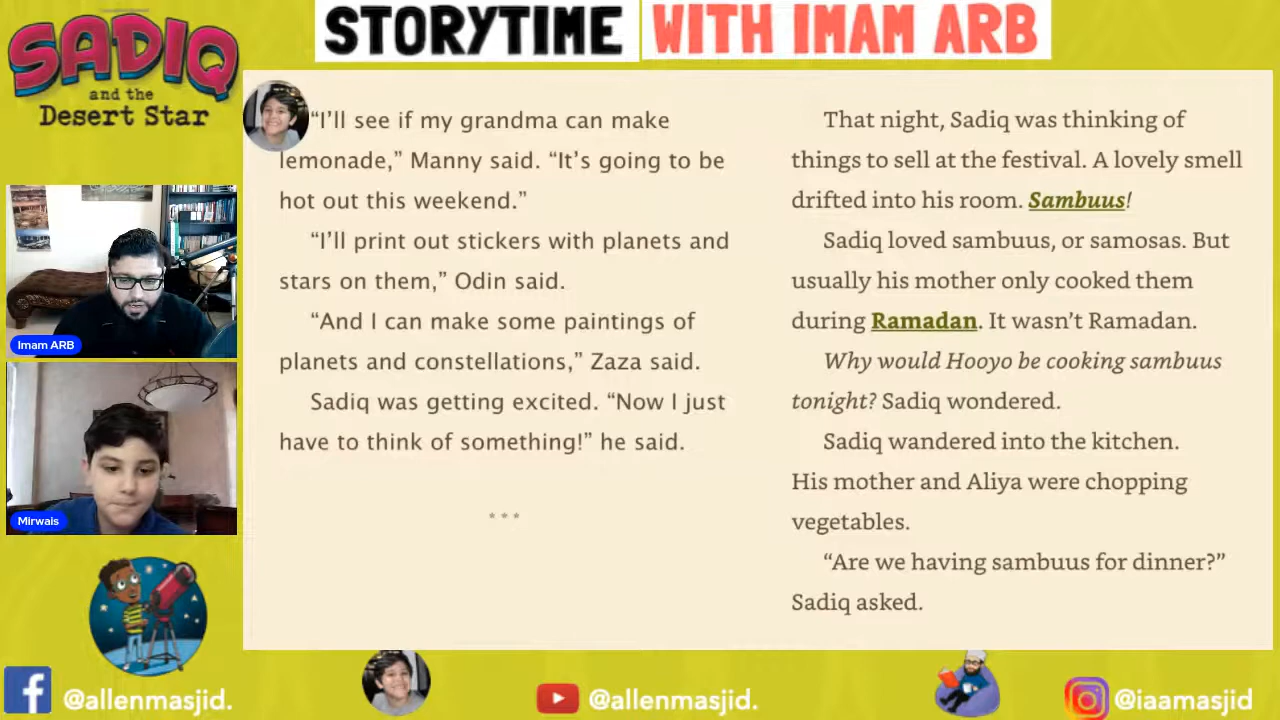 SADIQ
and the
Desert Star
STORYTIME WITH IMAM ARB
“I’ll see if my grandma can make
lemonade,” Manny said. “It’s going to be
hot out this weekend.”
“I’ll print out stickers with planets and
stars on them,” Odin said.
“And I can make some paintings of
planets and constellations,” Zaza said.
Sadiq was getting excited. “Now I just
have to think of something!” he said.
* * *
That night, Sadiq was thinking of
things to sell at the festival. A lovely smell
drifted into his room. Sambuus!
Sadiq loved sambuus, or samosas. But
usually his mother only cooked them
during Ramadan. It wasn’t Ramadan.
Why would Hooyo be cooking sambuus
tonight? Sadiq wondered.
Sadiq wandered into the kitchen.
His mother and Aliya were chopping
vegetables.
“Are we having sambuus for dinner?”
Sadiq asked.
Imam ARB
Mirwais
@allenmasjid.
@allenmasjid.
@iaamasjid